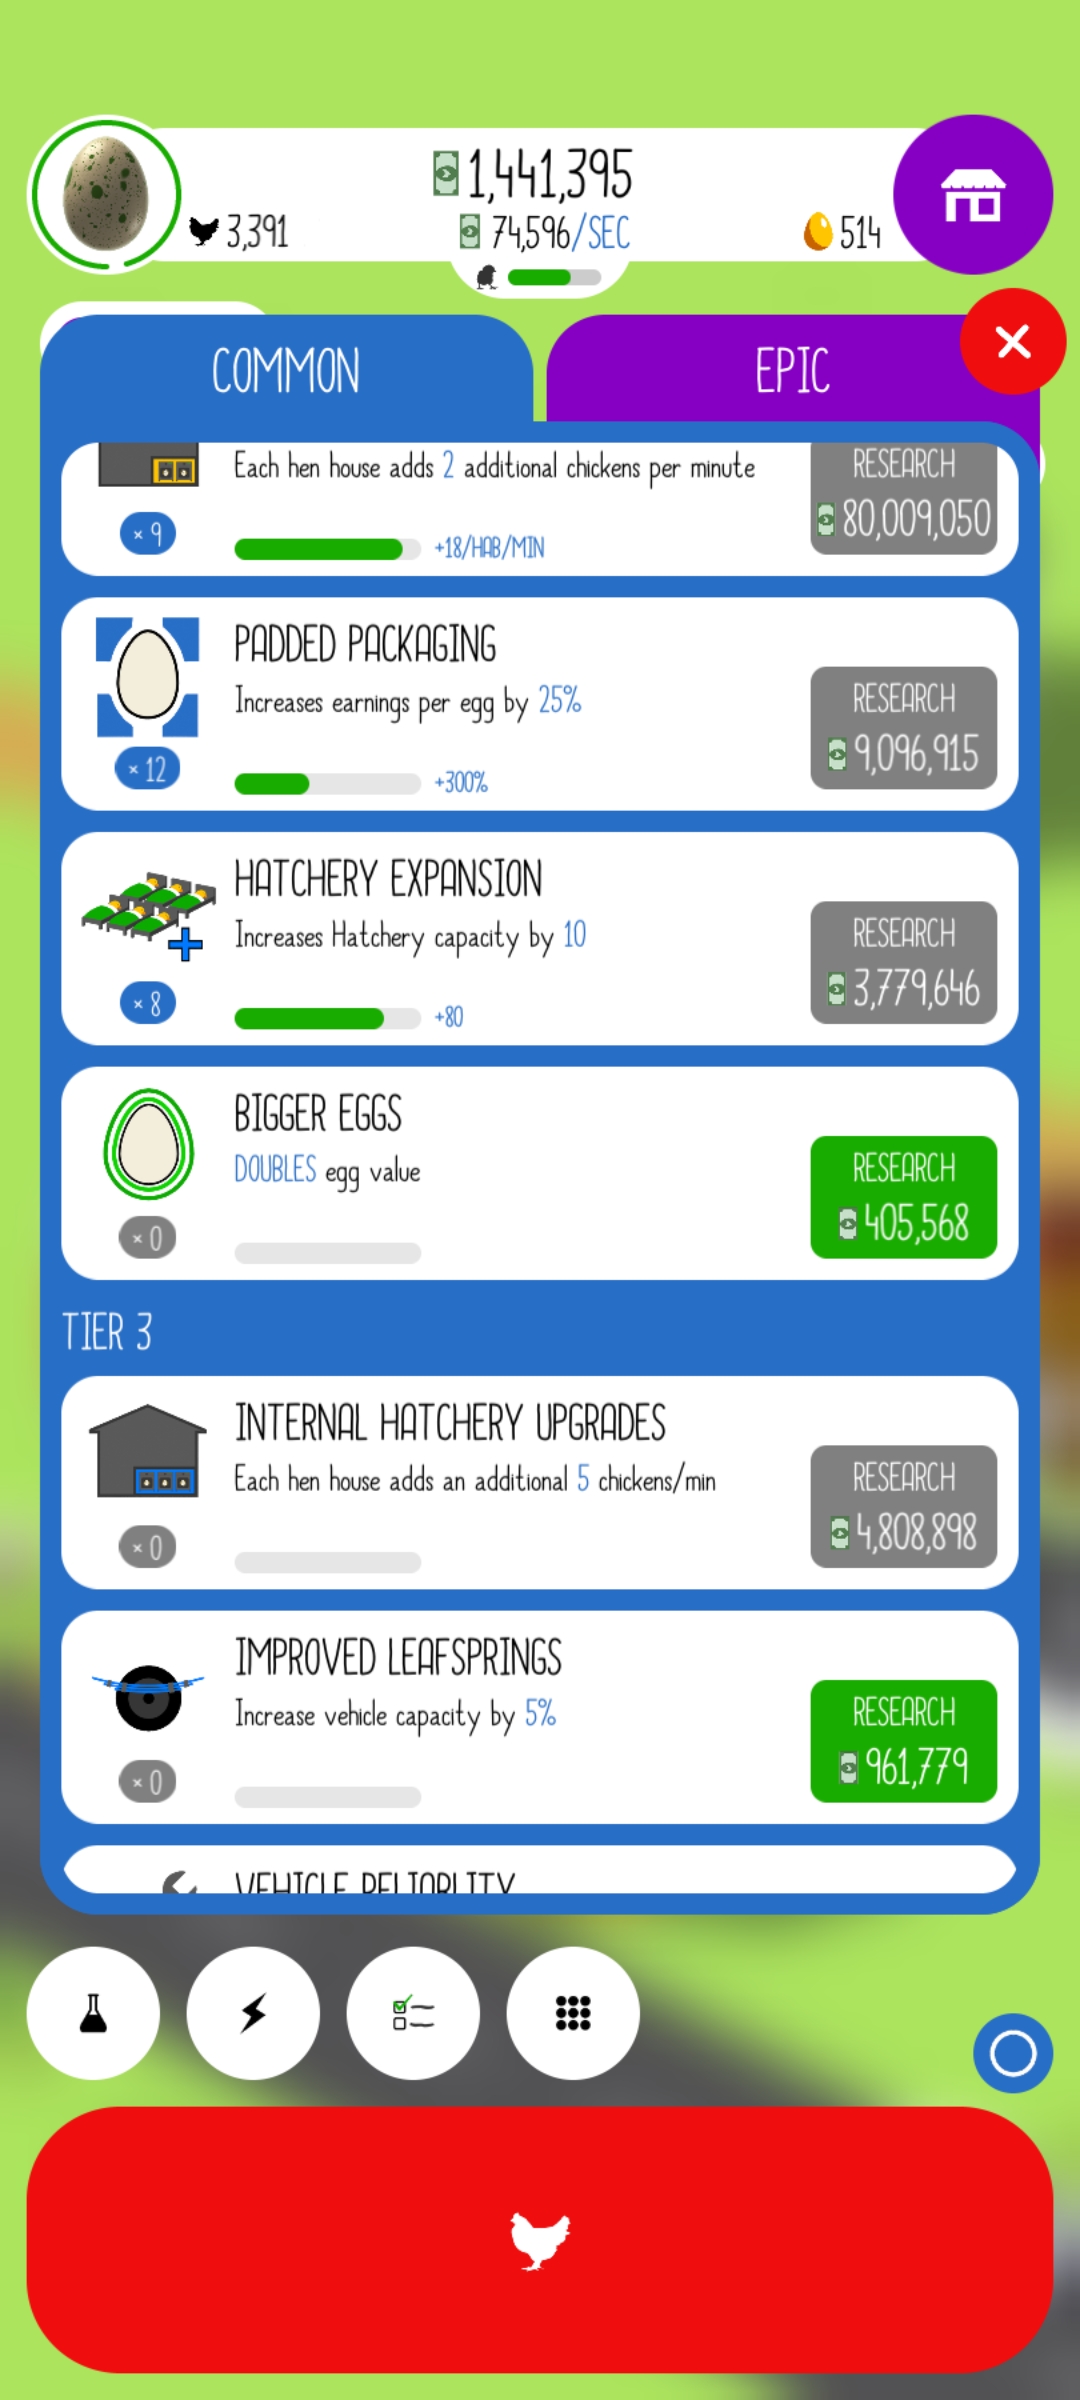 1,441,395
3,391
74,596/SEC
514
COMMON
EPIC
Each hen house adds 2 additional chickens per minute
RESEARCH
80,009,050
× 9
+18/HAB/MIN
PADDED PACKAGING
Increases earnings per egg by 25%
RESEARCH
9,096,915
× 12
+300%
HATCHERY EXPANSION
Increases Hatchery capacity by 10
RESEARCH
3,779,646
× 8
+80
BIGGER EGGS
DOUBLES egg value
RESEARCH
405,568
× 0
TIER 3
INTERNAL HATCHERY UPGRADES
Each hen house adds an additional 5 chickens/min
RESEARCH
4,808,898
× 0
IMPROVED LEAFSPRINGS
Increase vehicle capacity by 5%
RESEARCH
961,779
× 0
VEHICLE RELIABLITY